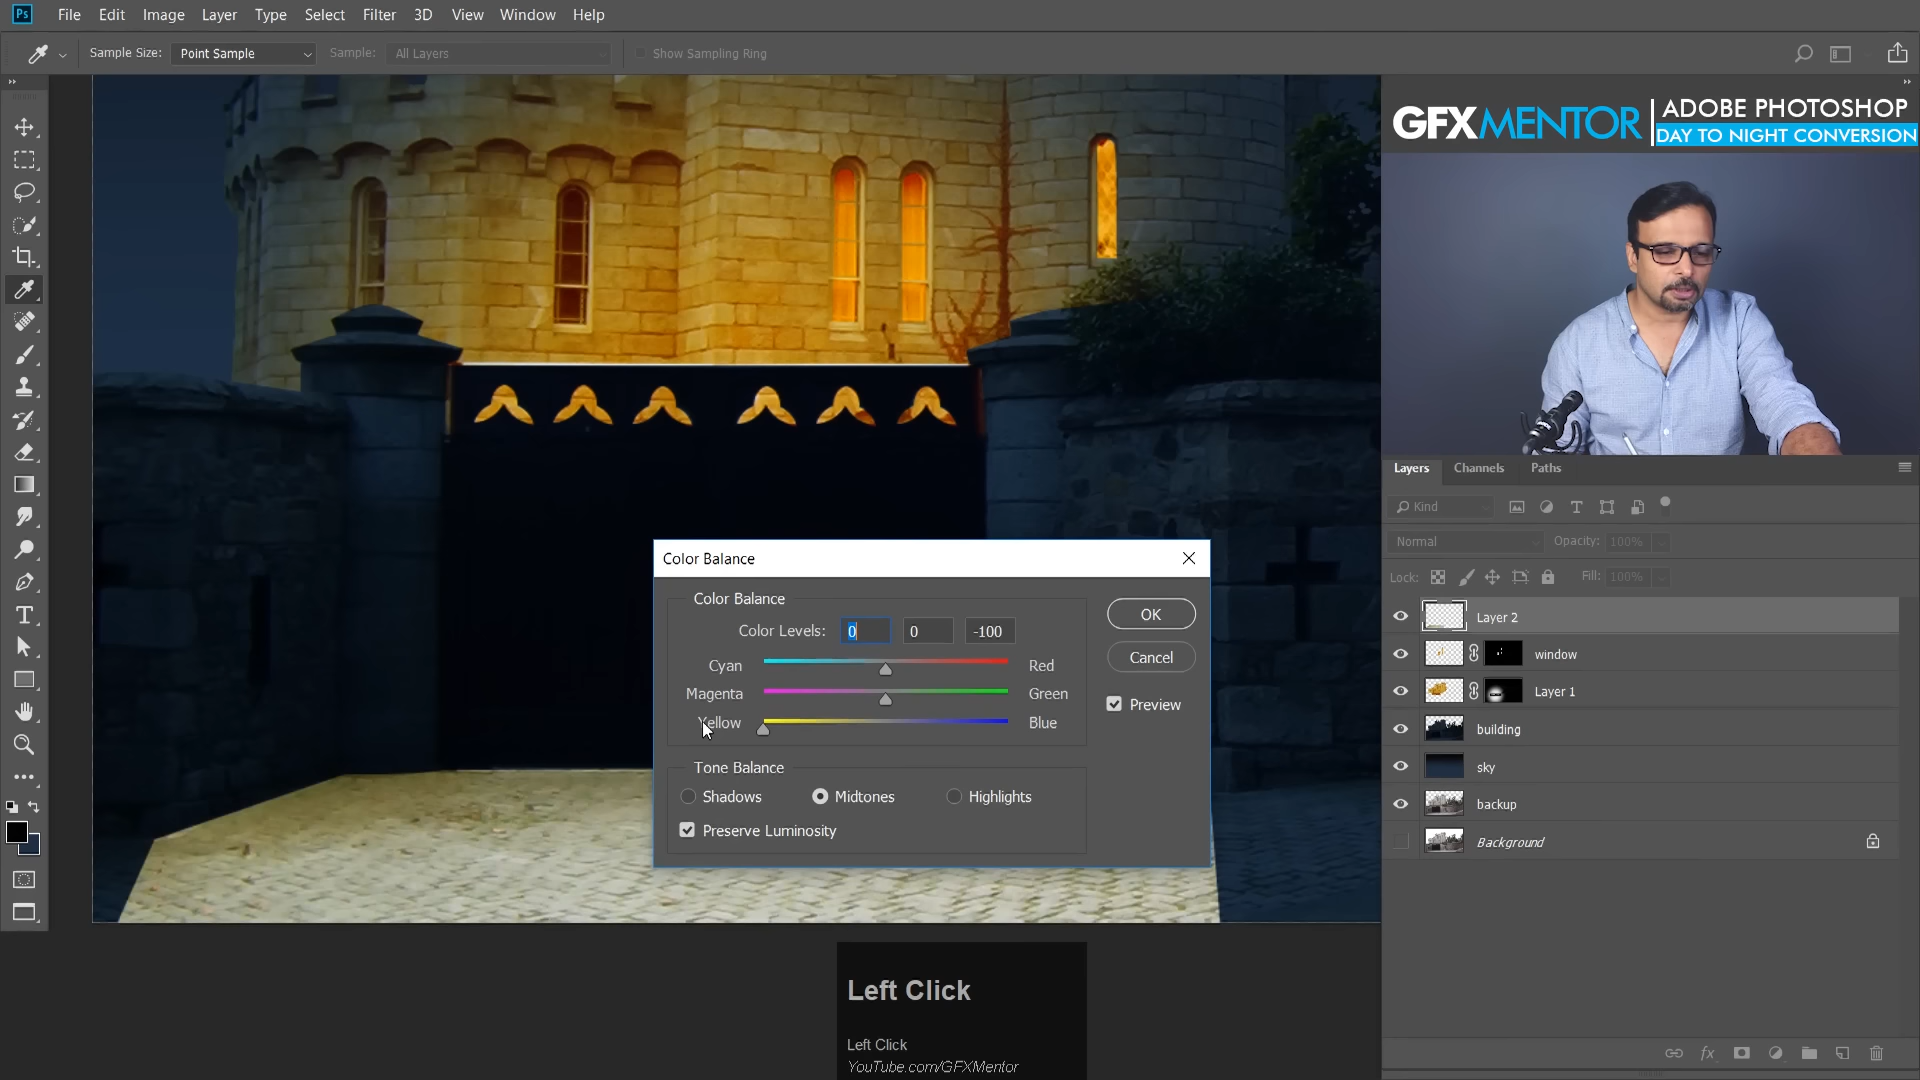 Ps File Edit Image Layer Type Select Filter 3D View Window Help
Sample Size: Point Sample Sample: All Layers Show Sampling Ring
GFXMENTOR ADOBE PHOTOSHOP
DAY TO NIGHT CONVERSION
Color Balance
Color Balance
Color Levels: 0 0 -100
Cyan Red
Magenta Green
Yellow Blue
OK
Cancel
Preview
Tone Balance
Shadows Midtones Highlights
Preserve Luminosity
Layers Channels Paths
Kind
Normal Opacity: 100%
Lock: Fill: 100%
Layer 2
window
Layer 1
building
sky
backup
Background
fx
Left Click
Left Click
YouTube.com/GFXMentor